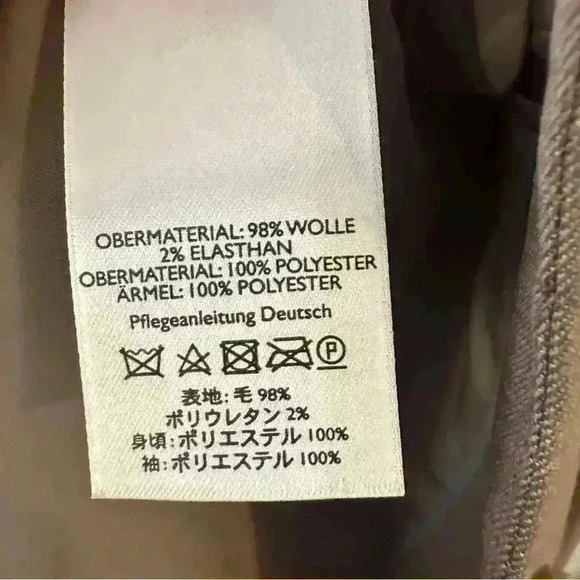 OBERMATERIAL: 98% WOLLE
2% ELASTHAN
OBERMATERIAL: 100% POLYESTER
ÄRMEL: 100% POLYESTER
Pflegeanleitung Deutsch
P
表地: 毛 98%
ポリウレタン 2%
身頃: ポリエステル 100%
袖: ポリエステル 100%